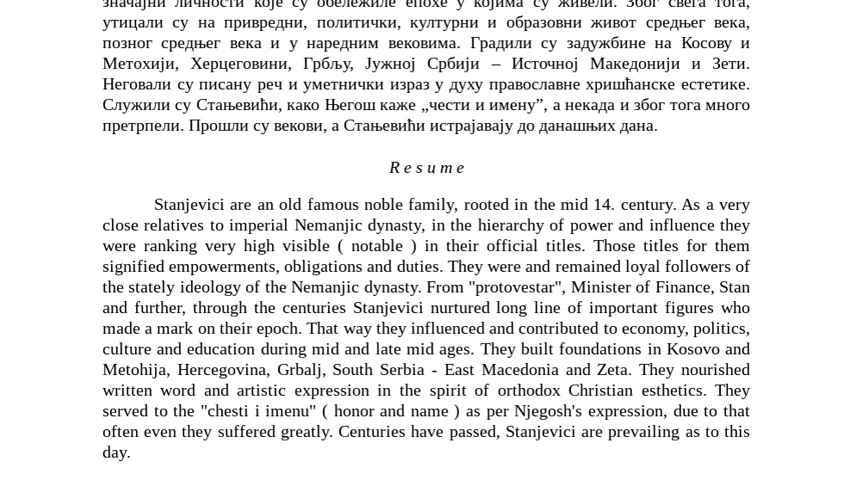 значајни личности које су обележиле епохе у којима су живели. Због свега тога,
утицали су на привредни, политички, културни и образовни живот средњег века,
позног средњег века и у наредним вековима. Градили су задужбине на Косову и
Метохији, Херцеговини, Грбљу, Јужној Србији – Источној Македонији и Зети.
Неговали су писану реч и уметнички израз у духу православне хришћанске естетике.
Служили су Стањевићи, како Његош каже „чести и имену”, а некада и због тога много
претрпели. Прошли су векови, а Стањевићи истрајавају до данашњих дана.
R e s u m e
Stanjevici are an old famous noble family, rooted in the mid 14. century. As a very
close relatives to imperial Nemanjic dynasty, in the hierarchy of power and influence they
were ranking very high visible ( notable ) in their official titles. Those titles for them
signified empowerments, obligations and duties. They were and remained loyal followers of
the stately ideology of the Nemanjic dynasty. From "protovestar", Minister of Finance, Stan
and further, through the centuries Stanjevici nurtured long line of important figures who
made a mark on their epoch. That way they influenced and contributed to economy, politics,
culture and education during mid and late mid ages. They built foundations in Kosovo and
Metohija, Hercegovina, Grbalj, South Serbia - East Macedonia and Zeta. They nourished
written word and artistic expression in the spirit of orthodox Christian esthetics. They
served to the "chesti i imenu" ( honor and name ) as per Njegosh's expression, due to that
often even they suffered greatly. Centuries have passed, Stanjevici are prevailing as to this
day.